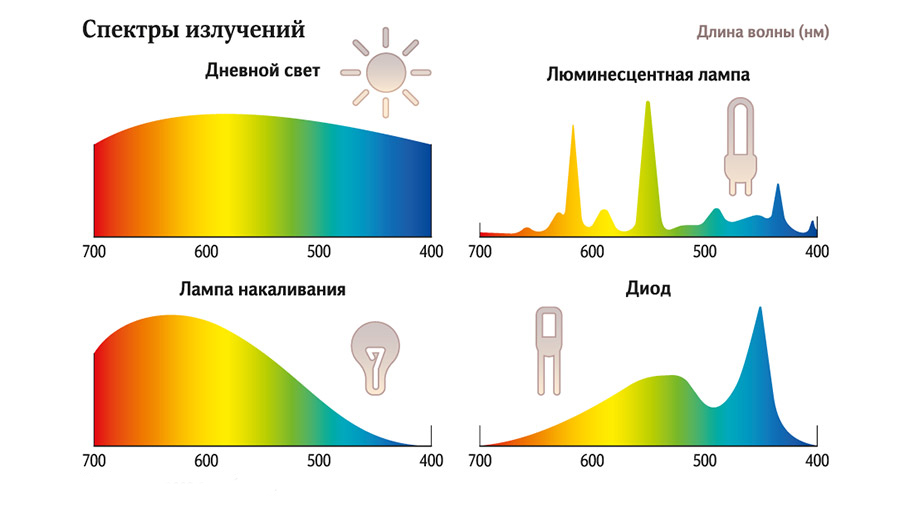 Спектры излучений
Длина волны (нм)
Дневной свет
700 600 500 400
Люминесцентная лампа
700 600 500 400
Лампа накаливания
700 600 500 400
Диод
700 600 500 400